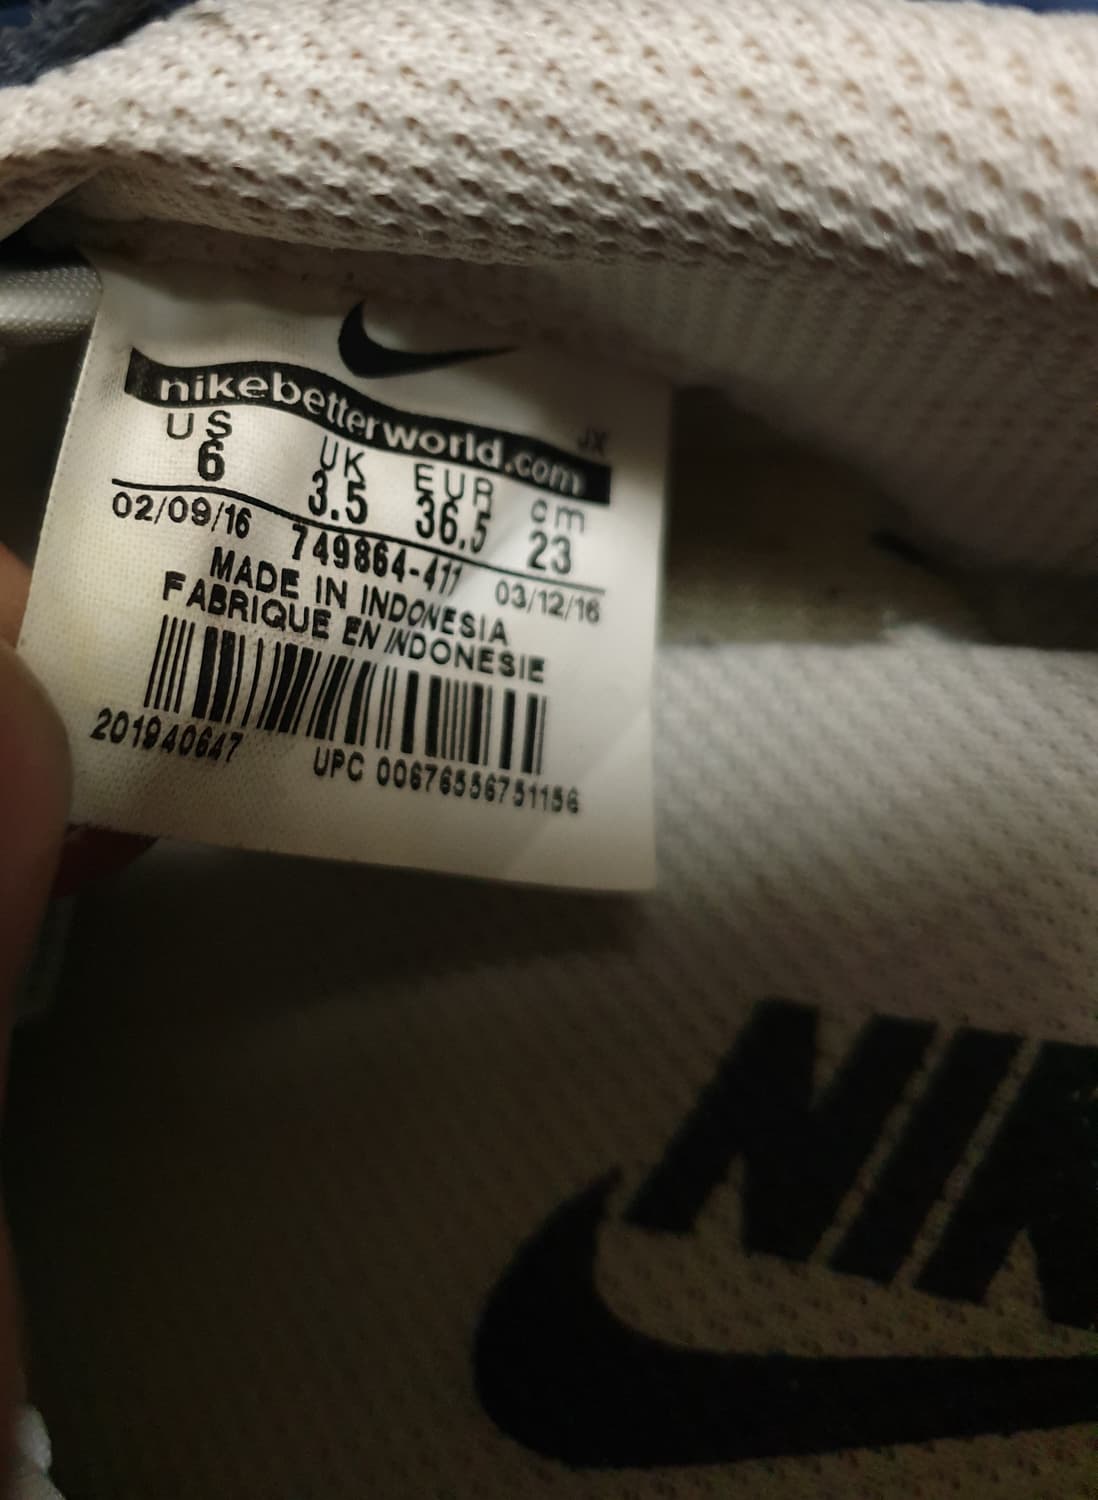 nikebetterworld.com
JX
US UK EUR cm
6 3.5 36.5 23
02/09/16 749864-411 03/12/16
MADE IN INDONESIA
FABRIQUE EN INDONESIE
201940647 UPC 00676556751156